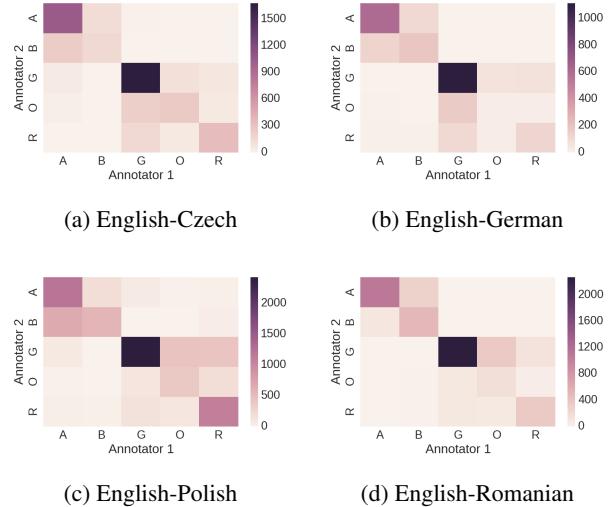 A
B
G
O
R
Annotator 2
A B G O R
Annotator 1
1500
1200
900
600
300
0
(a) English-Czech
A
B
G
O
R
Annotator 2
A B G O R
Annotator 1
1000
800
600
400
200
0
(b) English-German
A
B
G
O
R
Annotator 2
A B G O R
Annotator 1
2000
1500
1000
500
0
(c) English-Polish
A
B
G
O
R
Annotator 2
A B G O R
Annotator 1
2000
1600
1200
800
400
0
(d) English-Romanian